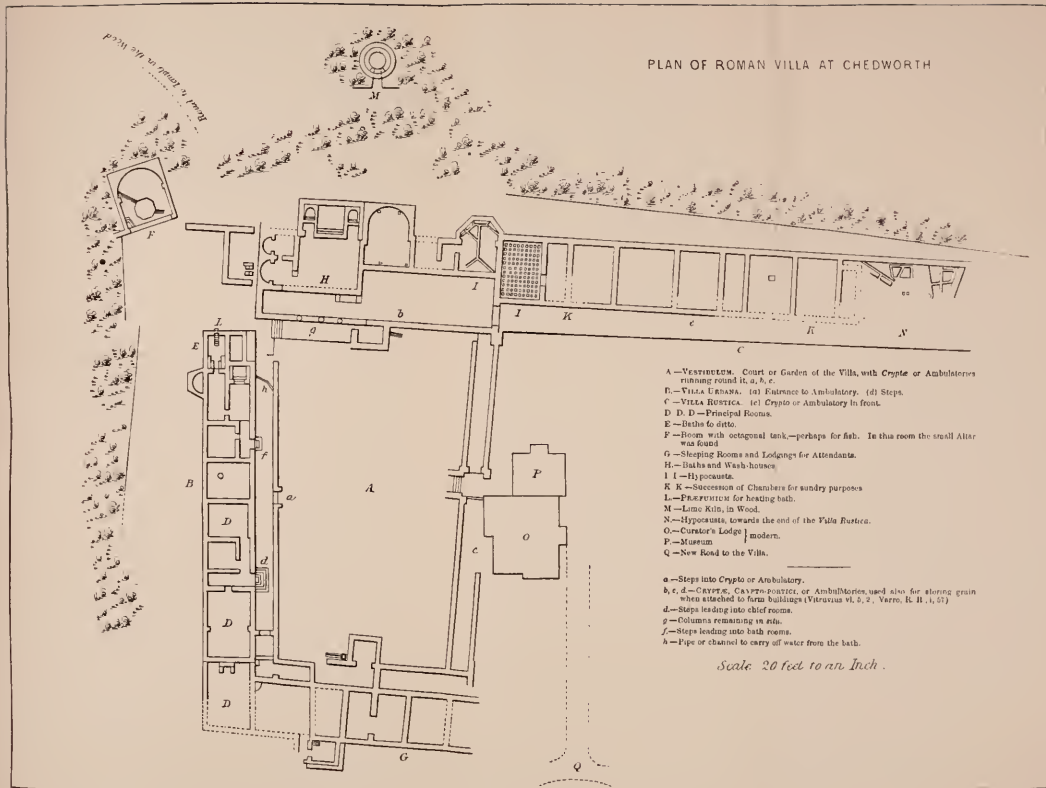 Road to temple in the Wood
PLAN OF ROMAN VILLA AT CHEDWORTH
M
F
H
I
I
K
K
N
b
e
g
C
L
E
h
f
B
a
A
P
O
c
D
d
D
D
G
Q
A—VESTIBULUM. Court or Garden of the Villa, with Cryptæ or Ambulatories
running round it, a, b, c.
B.—VILLA URBANA. (a) Entrance to Ambulatory. (d) Steps.
C—VILLA RUSTICA. (e) Crypto or Ambulatory in front.
D D. D—Principal Rooms.
E—Baths to ditto.
F—Room with octagonal tank,—perhaps for fish. In this room the small Altar
was found
G—Sleeping Rooms and Lodgings for Attendants.
H.—Baths and Wash-houses.
I I—Hypocausts.
K K—Succession of Chambers for sundry purposes
L.—PRÆFURNIUM for heating bath.
M—Lime Kiln, in Wood.
N.—Hypocausts, towards the end of the Villa Rustica.
O.—Curator's Lodge } modern.
P.—Museum
Q—New Road to the Villa.
a.—Steps into Crypto or Ambulatory.
b, c, d.—CRYPTÆ, CRYPTO-PORTICI, or Ambulatories, used also for storing grain
when attached to farm buildings (Vitruvius vi. 5, 2, Varro, R. R. i, 57)
d.—Steps leading into chief rooms.
g—Columns remaining in situ.
f.—Steps leading into bath rooms.
h—Pipe or channel to carry off water from the bath.
Scale 20 feet to an Inch.